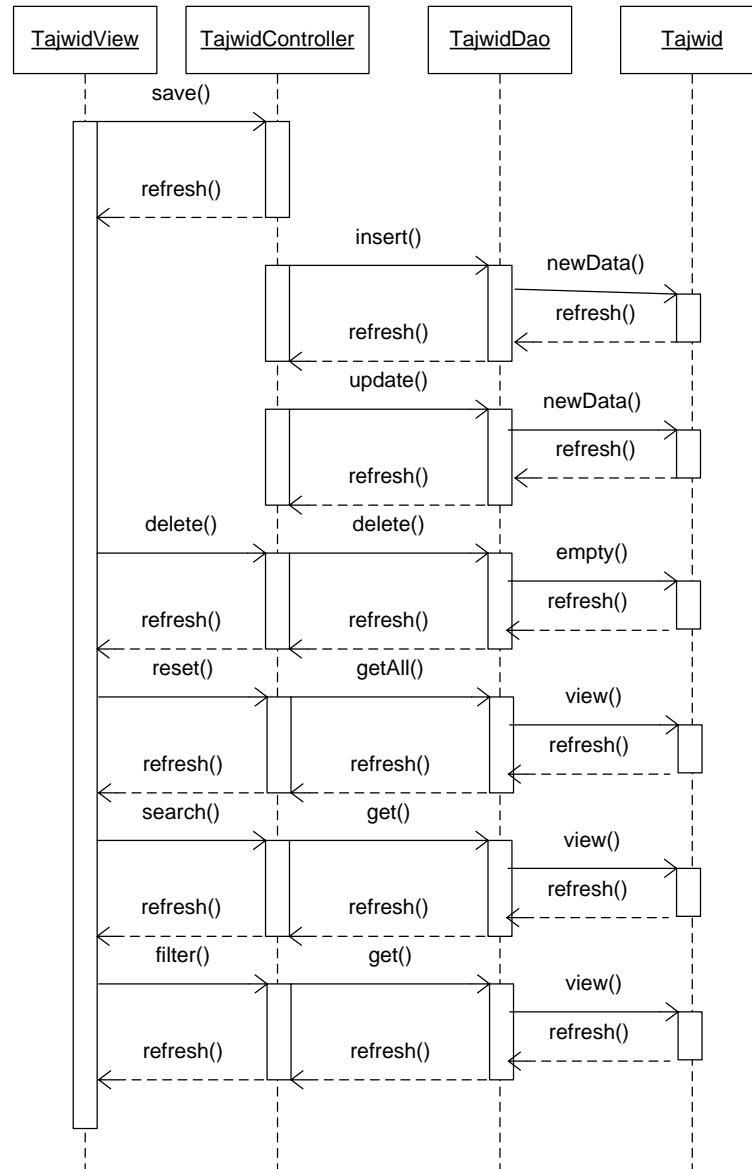 TajwidView TajwidController TajwidDao Tajwid
save()
refresh()
insert()
newData()
refresh()
refresh()
update()
newData()
refresh()
refresh()
delete() delete()
empty()
refresh()
refresh() refresh()
reset() getAll()
view()
refresh()
refresh() refresh()
search() get()
view()
refresh()
refresh() refresh()
filter() get()
view()
refresh()
refresh() refresh()